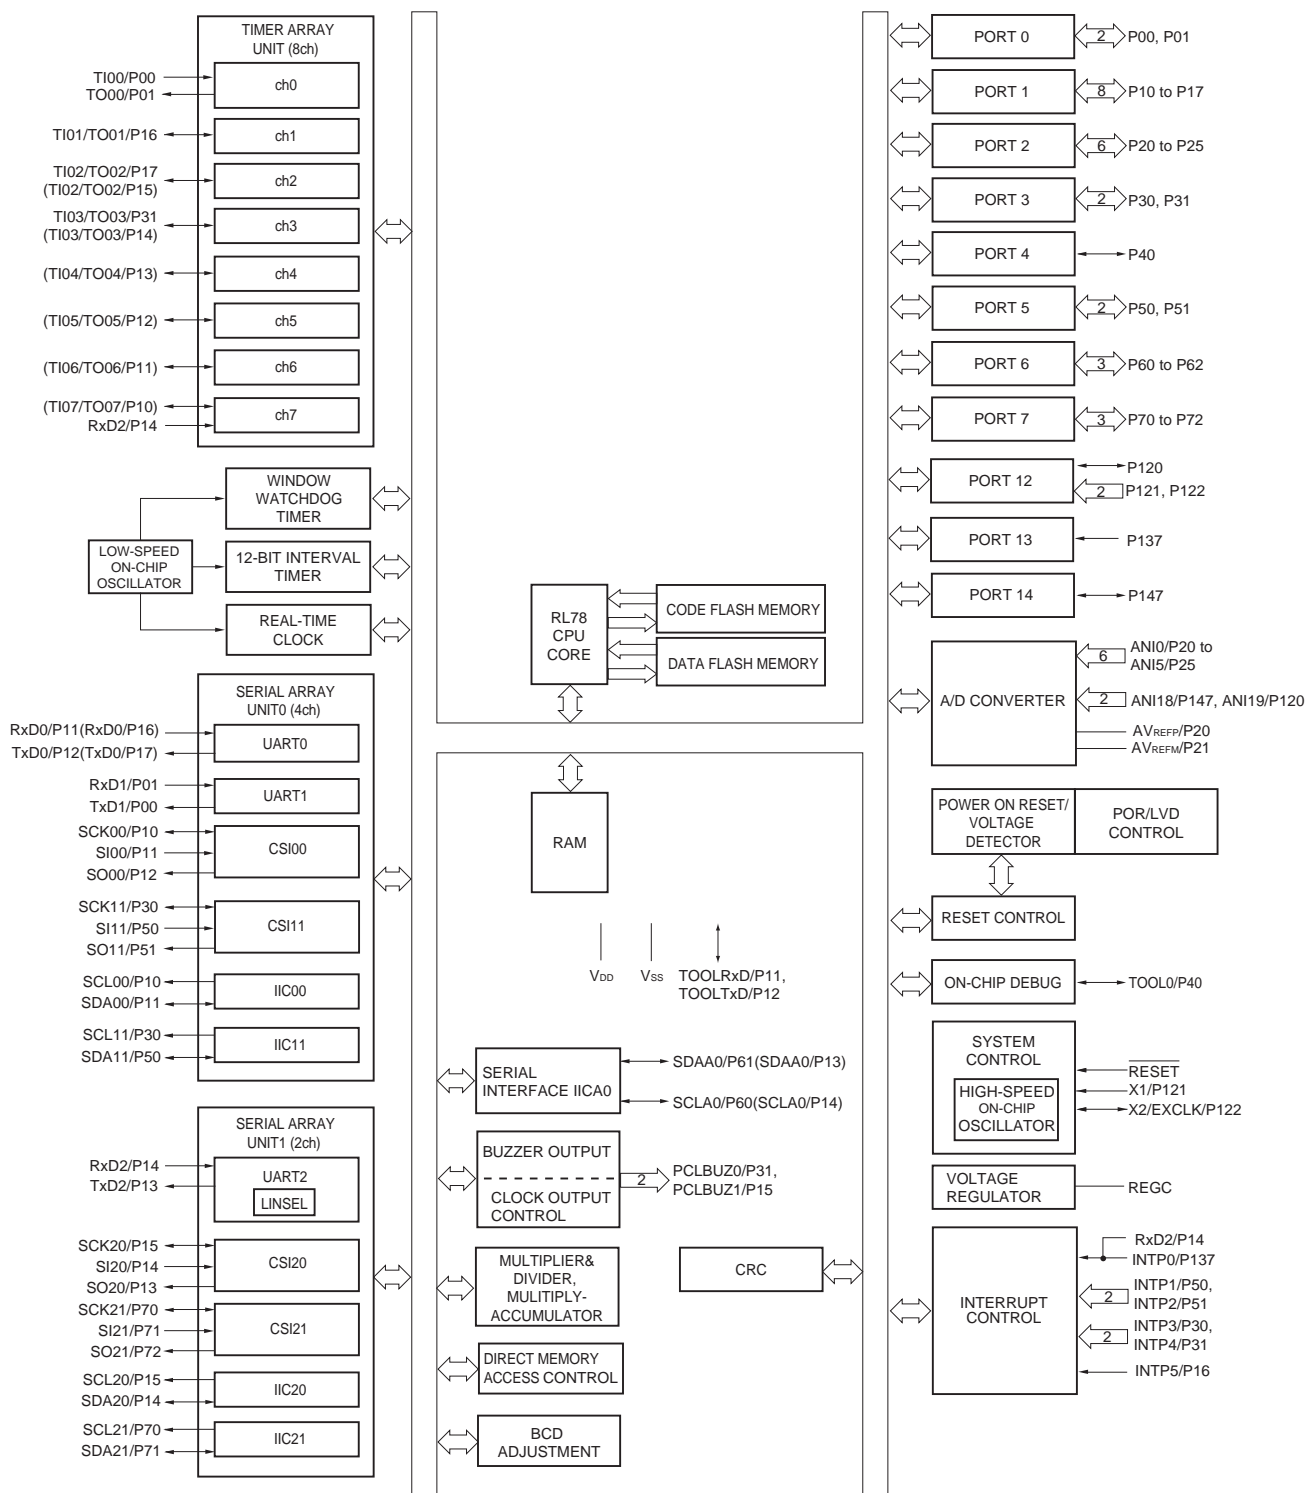 TIMER ARRAY
UNIT (8ch)
TI00/P00
TO00/P01
ch0
TI01/TO01/P16
ch1
TI02/TO02/P17
(TI02/TO02/P15)
ch2
TI03/TO03/P31
(TI03/TO03/P14)
ch3
(TI04/TO04/P13)
ch4
(TI05/TO05/P12)
ch5
(TI06/TO06/P11)
ch6
(TI07/TO07/P10)
RxD2/P14
ch7
WINDOW
WATCHDOG
TIMER
LOW-SPEED
ON-CHIP
OSCILLATOR
12-BIT INTERVAL
TIMER
REAL-TIME
CLOCK
SERIAL ARRAY
UNIT0 (4ch)
RxD0/P11(RxD0/P16)
TxD0/P12(TxD0/P17)
UART0
RxD1/P01
TxD1/P00
UART1
SCK00/P10
SI00/P11
SO00/P12
CSI00
SCK11/P30
SI11/P50
SO11/P51
CSI11
SCL00/P10
SDA00/P11
IIC00
SCL11/P30
SDA11/P50
IIC11
SERIAL ARRAY
UNIT1 (2ch)
RxD2/P14
TxD2/P13
UART2
LINSEL
SCK20/P15
SI20/P14
SO20/P13
CSI20
SCK21/P70
SI21/P71
SO21/P72
CSI21
SCL20/P15
SDA20/P14
IIC20
SCL21/P70
SDA21/P71
IIC21
RL78
CPU
CORE
CODE FLASH MEMORY
DATA FLASH MEMORY
RAM
VDD
VSS
TOOLRxD/P11,
TOOLTxD/P12
SERIAL
INTERFACE IICA0
SDAA0/P61(SDAA0/P13)
SCLA0/P60(SCLA0/P14)
BUZZER OUTPUT
CLOCK OUTPUT
CONTROL
2
PCLBUZ0/P31,
PCLBUZ1/P15
MULTIPLIER&
DIVIDER,
MULITIPLY-
ACCUMULATOR
CRC
DIRECT MEMORY
ACCESS CONTROL
BCD
ADJUSTMENT
PORT 0
2
P00, P01
PORT 1
8
P10 to P17
PORT 2
6
P20 to P25
PORT 3
2
P30, P31
PORT 4
P40
PORT 5
2
P50, P51
PORT 6
3
P60 to P62
PORT 7
3
P70 to P72
PORT 12
P120
2
P121, P122
PORT 13
P137
PORT 14
P147
A/D CONVERTER
6
ANI0/P20 to
ANI5/P25
2
ANI18/P147, ANI19/P120
AVREFP/P20
AVREFM/P21
POWER ON RESET/
VOLTAGE
DETECTOR
POR/LVD
CONTROL
RESET CONTROL
ON-CHIP DEBUG
TOOL0/P40
SYSTEM
CONTROL
HIGH-SPEED
ON-CHIP
OSCILLATOR
RESET
X1/P121
X2/EXCLK/P122
VOLTAGE
REGULATOR
REGC
INTERRUPT
CONTROL
RxD2/P14
INTP0/P137
2
INTP1/P50,
INTP2/P51
2
INTP3/P30,
INTP4/P31
INTP5/P16